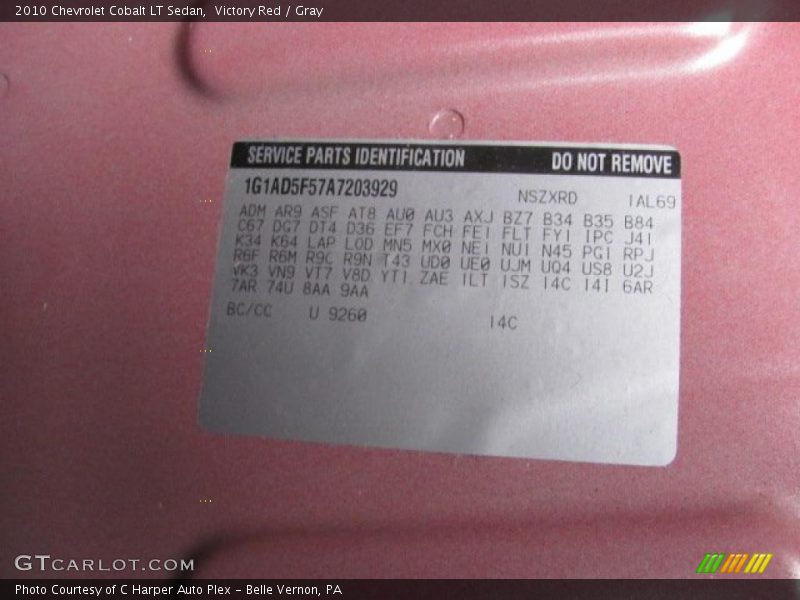 2010 Chevrolet Cobalt LT Sedan, Victory Red / Gray
SERVICE PARTS IDENTIFICATION DO NOT REMOVE
1G1AD5F57A7203929 NSZXRD 1AL69
ADM AR9 ASF AT8 AU0 AU3 AXJ BZ7 B34 B35 B84
C67 DG7 DT4 D36 EF7 FCH FE1 FLT FY1 IPC J41
K34 K64 LAP L0D MN5 MX0 NE1 NU1 N45 PG1 RPJ
R6F R6M R9C R9N T43 UD0 UE0 UJM UQ4 US8 U2J
VK3 VN9 VT7 V8D YT1 ZAE 1LT 1SZ 14C 14I 6AR
7AR 74U 8AA 9AA
BC/CC U 9260 14C
GTCARLOT.COM
Photo Courtesy of C Harper Auto Plex - Belle Vernon, PA